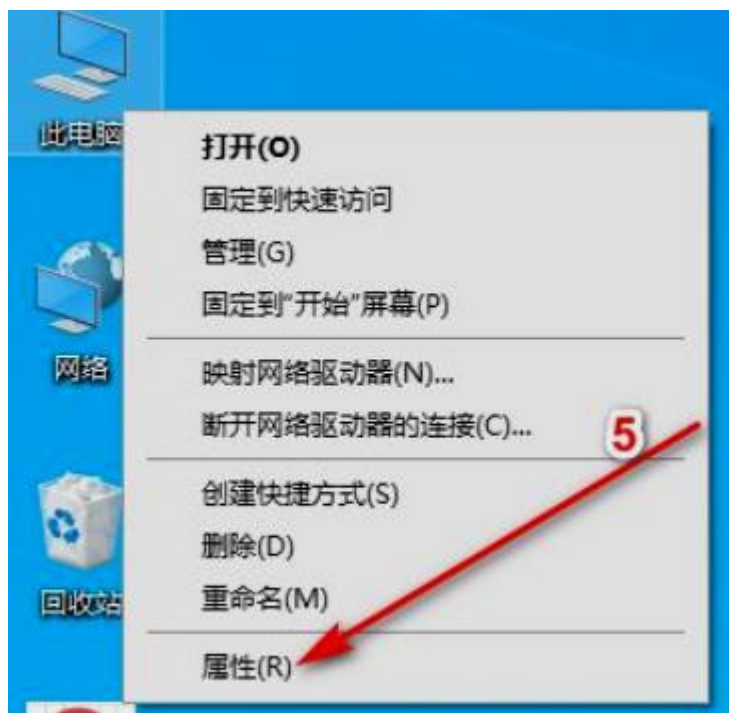 此电脑
打开(O)
固定到快速访问
管理(G)
固定到"开始"屏幕(P)
网络
映射网络驱动器(N)...
断开网络驱动器的连接(C)...
5
创建快捷方式(S)
删除(D)
回收站
重命名(M)
属性(R)